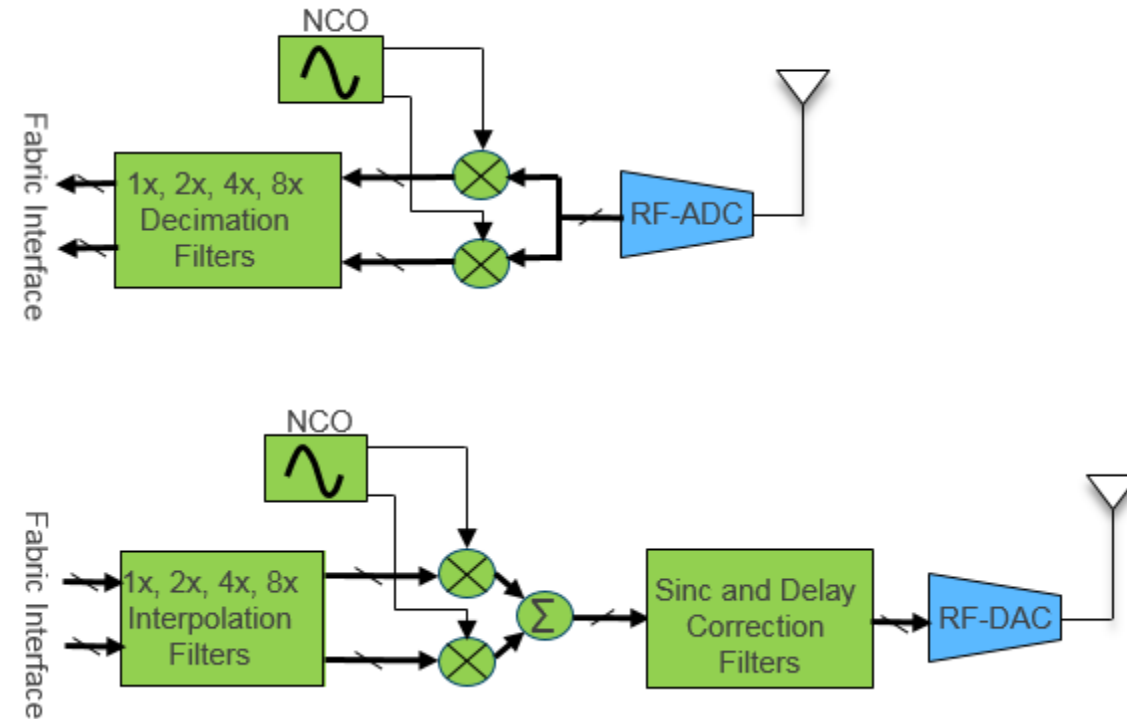 NCO
Fabric Interface
1x, 2x, 4x, 8x
Decimation
Filters
RF-ADC
NCO
Fabric Interface
1x, 2x, 4x, 8x
Interpolation
Filters
Σ
Sinc and Delay
Correction
Filters
RF-DAC